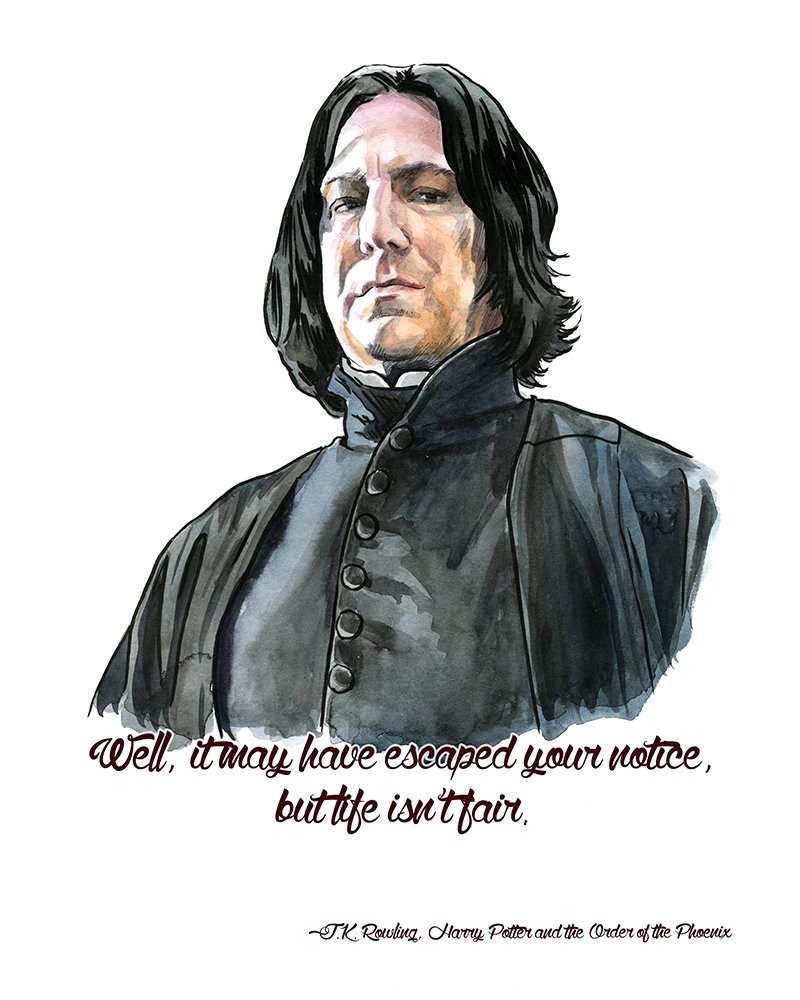 Well, it may have escaped your notice,
but life isn't fair.
~J.K. Rowling, Harry Potter and the Order of the Phoenix